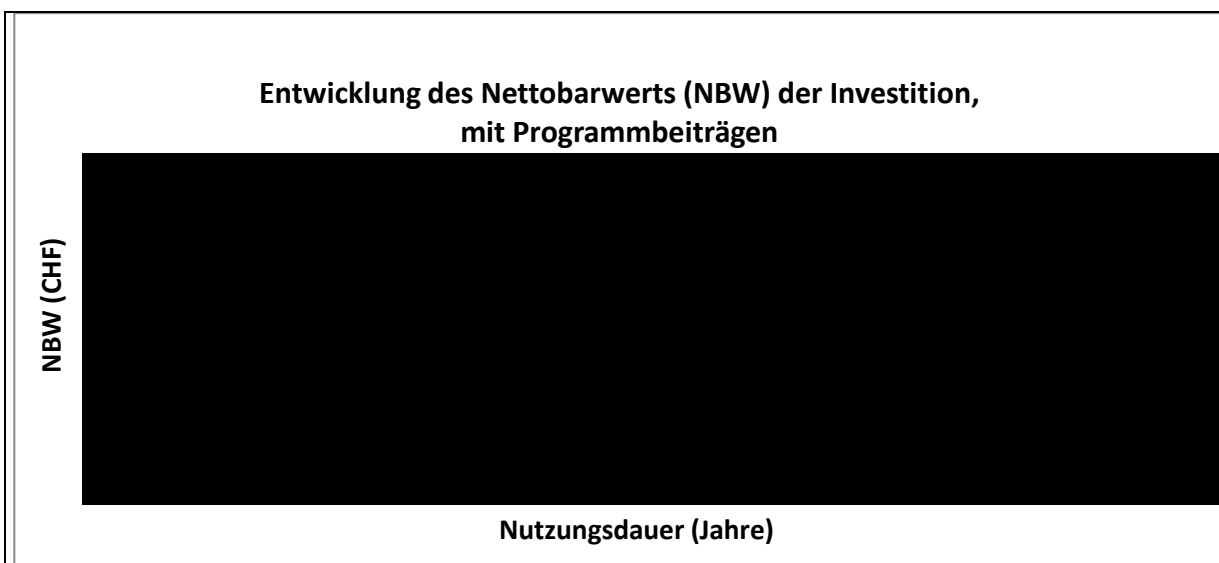 Entwicklung des Nettobarwerts (NBW) der Investition,
mit Programmbeiträgen
NBW (CHF)
Nutzungsdauer (Jahre)